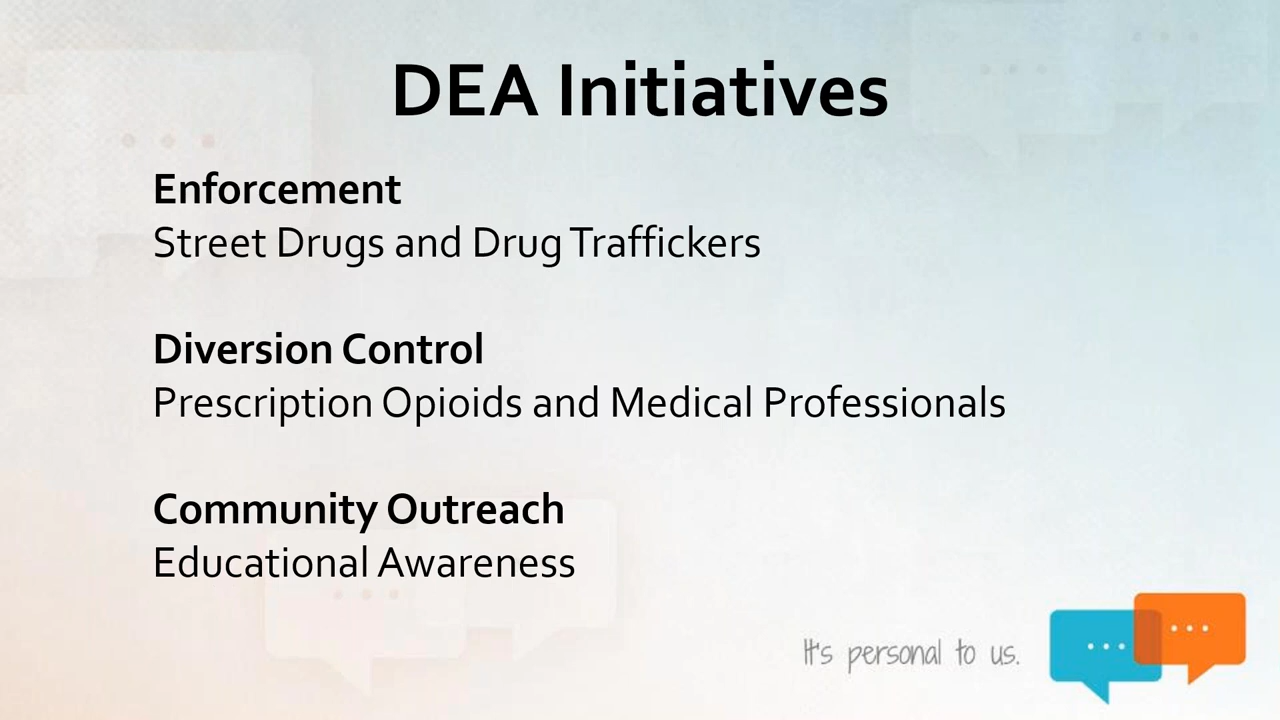 DEA Initiatives
Enforcement
Street Drugs and Drug Traffickers
Diversion Control
Prescription Opioids and Medical Professionals
Community Outreach
Educational Awareness
It's personal to us.